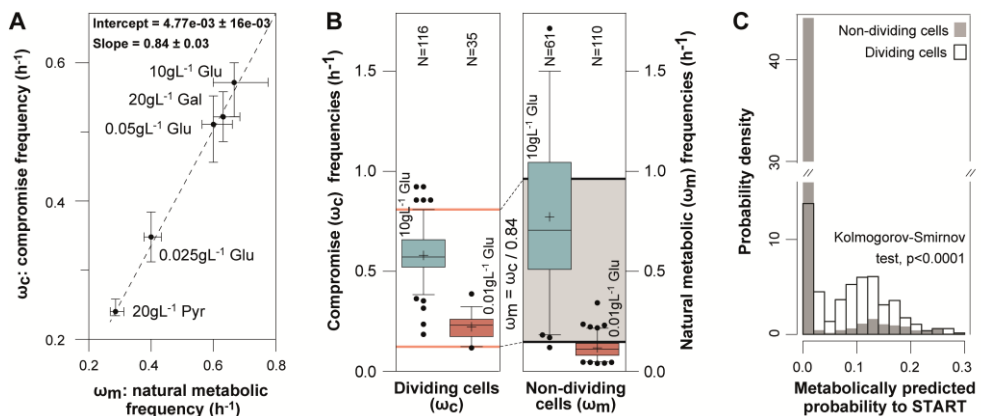 A
Intercept = 4.77e-03 ± 16e-03
Slope = 0.84 ± 0.03
10gL⁻¹ Glu
20gL⁻¹ Gal
0.05gL⁻¹ Glu
0.025gL⁻¹ Glu
20gL⁻¹ Pyr
ωc: compromise frequency (h⁻¹)
0.6
0.4
0.2
0.2 0.4 0.6 0.8
ωm: natural metabolic
frequency (h⁻¹)
B
N=116
N=35
N=61
N=110
Compromise (ωc) frequencies (h⁻¹)
1.5
1.0
0.5
0.0
10gL⁻¹ Glu
0.01gL⁻¹ Glu
ωm = ωc / 0.84
10gL⁻¹ Glu
0.01gL⁻¹ Glu
1.5
1.0
0.5
0.0
Natural metabolic (ωm) frequencies (h⁻¹)
Dividing cells
(ωc)
Non-dividing
cells (ωm)
C
Non-dividing cells
Dividing cells
Probability density
40
30
10
5
0
Kolmogorov-Smirnov
test, p<0.0001
0.0 0.1 0.2 0.3
Metabolically predicted
probability to START